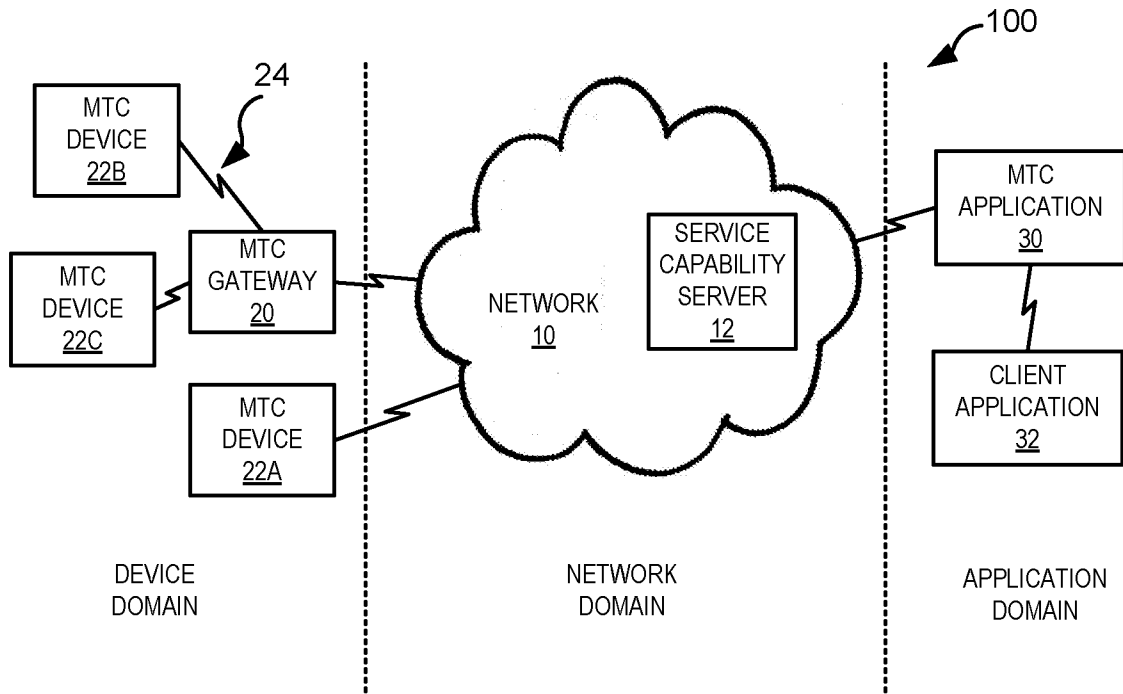 100
24
MTC
DEVICE
22B
MTC
GATEWAY
20
MTC
DEVICE
22C
MTC
DEVICE
22A
NETWORK
10
SERVICE
CAPABILITY
SERVER
12
MTC
APPLICATION
30
CLIENT
APPLICATION
32
DEVICE
DOMAIN
NETWORK
DOMAIN
APPLICATION
DOMAIN